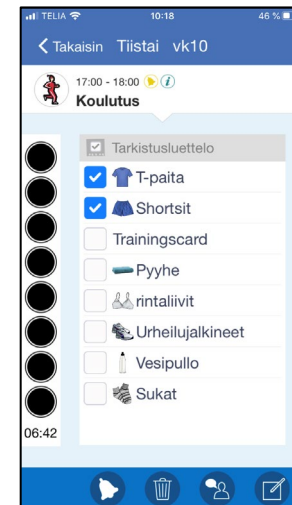 TELIA 10:18 46 %
Takaisin Tiistai vk10
17:00 - 18:00 i
Koulutus
Tarkistusluettelo
T-paita
Shortsit
Trainingscard
Pyyhe
rintaliivit
Urheilujalkineet
Vesipullo
Sukat
06:42